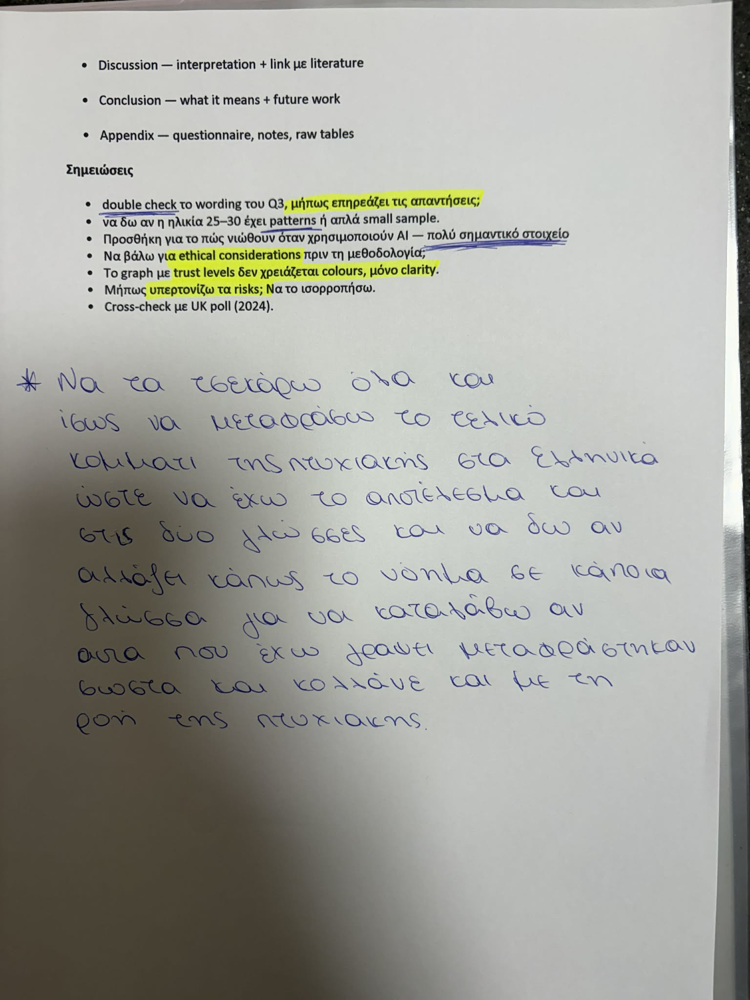 • Discussion — interpretation + link με literature
• Conclusion — what it means + future work
• Appendix — questionnaire, notes, raw tables
Σημειώσεις
• double check το wording του Q3, μήπως επηρεάζει τις απαντήσεις;
• να δω αν η ηλικία 25–30 έχει patterns ή απλά small sample.
• Προσθήκη για το πώς νιώθουν όταν χρησιμοποιούν AI — πολύ σημαντικό στοιχείο
• Να βάλω για ethical considerations πριν τη μεθοδολογία;
• Το graph με trust levels δεν χρειάζεται colours, μόνο clarity.
• Μήπως υπερτονίζω τα risks; Να το ισορροπήσω.
• Cross-check με UK poll (2024).
* Να τα τσεκάρω όλα και
ίσως να μεταφράσω το τελικό
κομματι της πτυχιακής στα Ελληνικά
ώστε να έχω το αποτέλεσμα και
στις δύο γλώσσες και να δω αν
αλλάζει κάπως το νόημα σε κάποια
γλώσσα για να καταλάβω αν
αυτα που έχω γραψει μεταφράστηκαν
σωστα και κολλάνε και με τη
ροή της πτυχιακης.